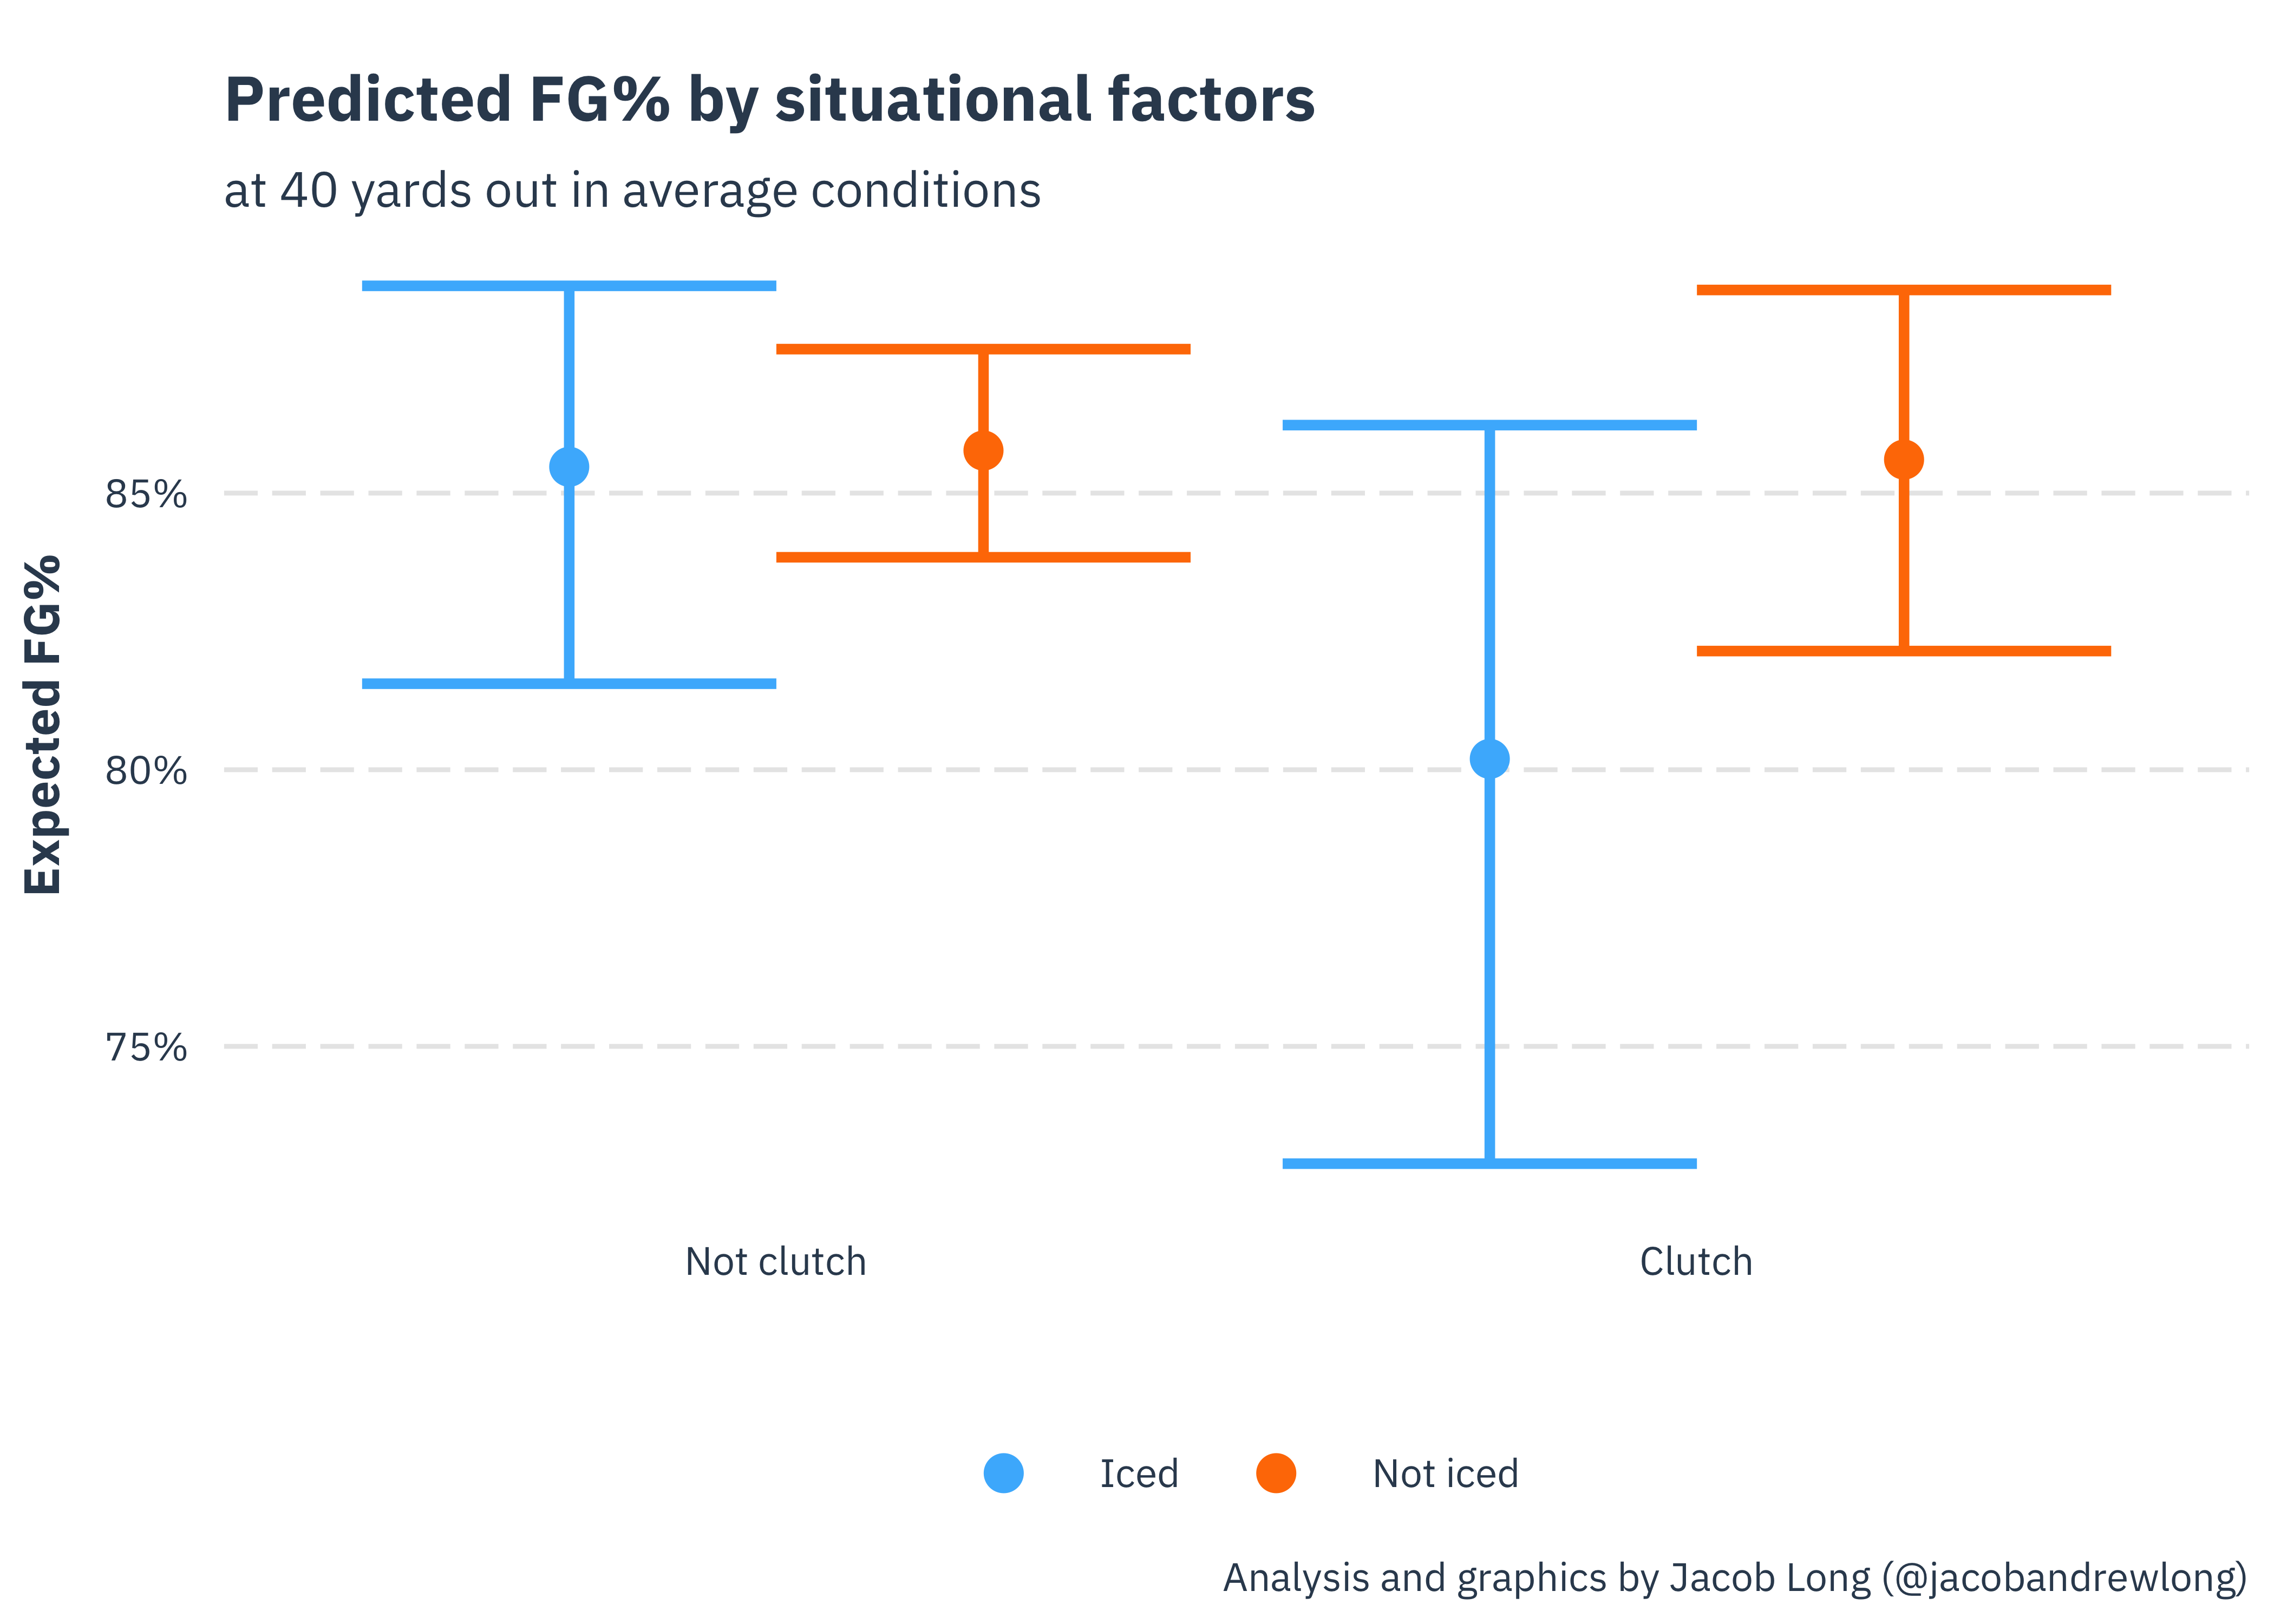 Predicted FG% by situational factors
at 40 yards out in average conditions
Expected FG%
85%
80%
75%
Not clutch
Clutch
Iced
Not iced
Analysis and graphics by Jacob Long (@jacobandrewlong)